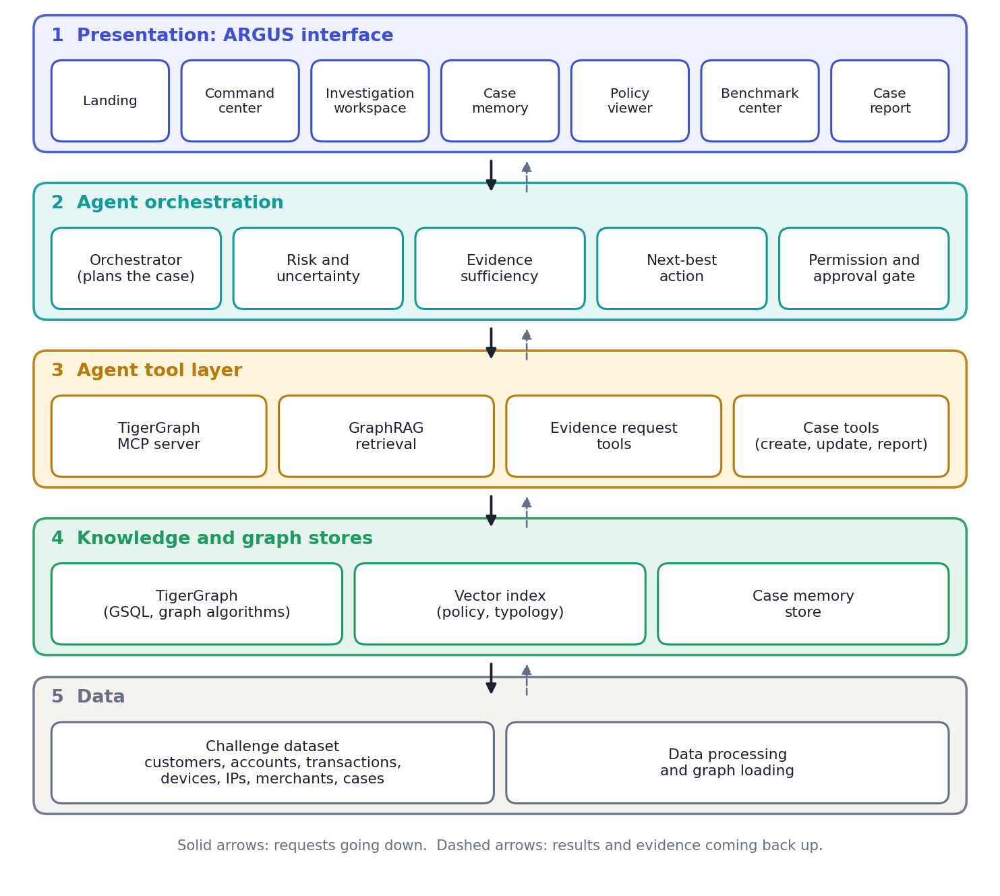 1 Presentation: ARGUS interface
Landing
Command
center
Investigation
workspace
Case
memory
Policy
viewer
Benchmark
center
Case
report
2 Agent orchestration
Orchestrator
(plans the case)
Risk and
uncertainty
Evidence
sufficiency
Next-best
action
Permission and
approval gate
3 Agent tool layer
TigerGraph
MCP server
GraphRAG
retrieval
Evidence request
tools
Case tools
(create, update, report)
4 Knowledge and graph stores
TigerGraph
(GSQL, graph algorithms)
Vector index
(policy, typology)
Case memory
store
5 Data
Challenge dataset
customers, accounts, transactions,
devices, IPs, merchants, cases
Data processing
and graph loading
Solid arrows: requests going down. Dashed arrows: results and evidence coming back up.